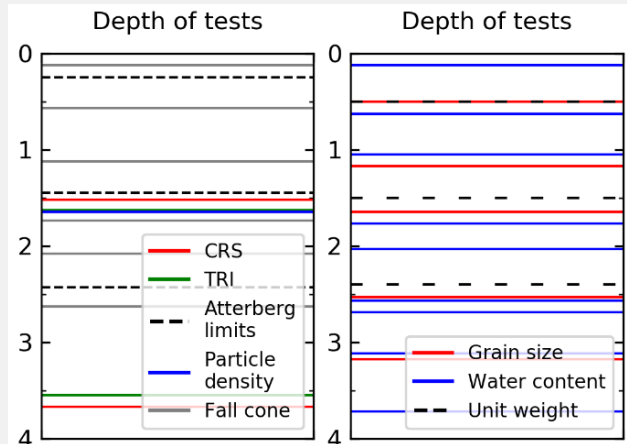 Depth of tests
0
1
2
3
4
CRS
TRI
Atterberg
limits
Particle
density
Fall cone
Depth of tests
0
1
2
3
4
Grain size
Water content
Unit weight